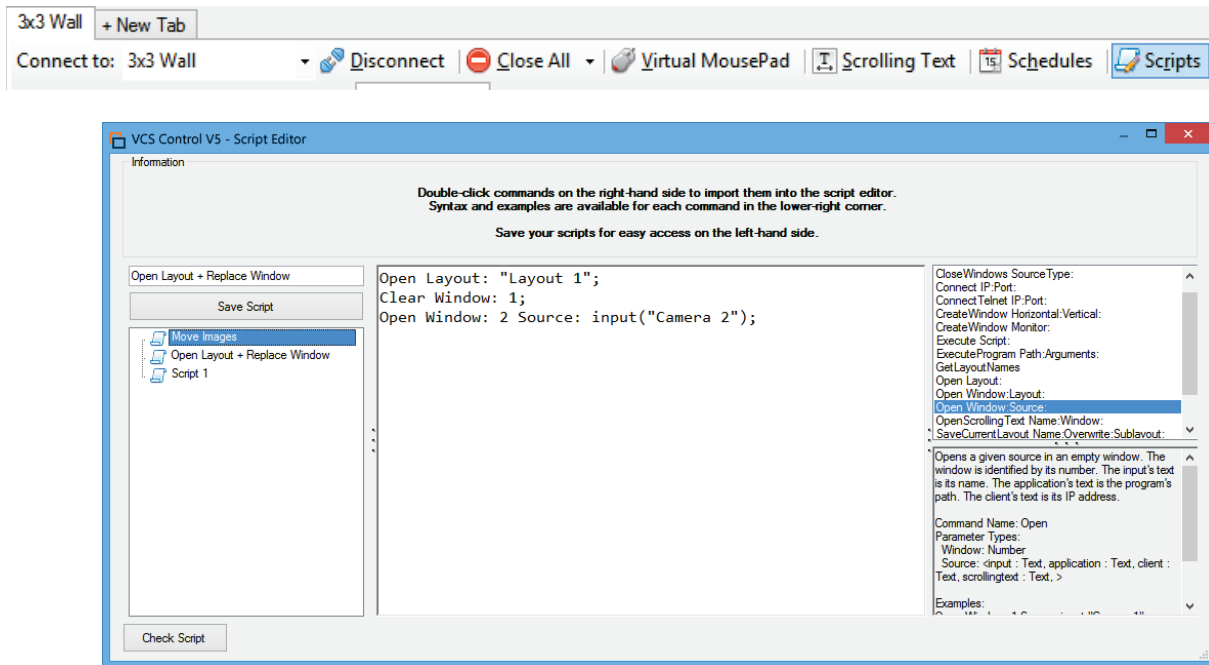 3x3 Wall
+ New Tab
Connect to: 3x3 Wall
Disconnect
Close All
Virtual MousePad
Scrolling Text
15
Schedules
Scripts
VCS Control V5 - Script Editor
Information
Double-click commands on the right-hand side to import them into the script editor.
Syntax and examples are available for each command in the lower-right corner.
Save your scripts for easy access on the left-hand side.
Open Layout + Replace Window
Save Script
Move Images
Open Layout + Replace Window
Script 1
Open Layout: "Layout 1";
Clear Window: 1;
Open Window: 2 Source: input("Camera 2");
CloseWindows SourceType:
Connect IP:Port:
ConnectTelnet IP:Port:
CreateWindow Horizontal:Vertical:
CreateWindow Monitor:
Execute Script:
ExecuteProgram Path:Arguments:
GetLayoutNames
Open Layout:
Open Window:Layout:
Open Window:Source:
OpenScrollingText Name:Window:
SaveCurrentLayout Name:Overwrite:Sublayout:
Opens a given source in an empty window. The
window is identified by its number. The input's text
is its name. The application's text is the program's
path. The client's text is its IP address.
Command Name: Open
Parameter Types:
Window: Number
Source: <input : Text, application : Text, client :
Text, scrollingtext : Text, >
Examples:
Check Script